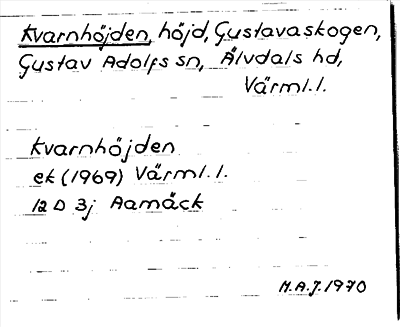 Kvarnhöjden, höjd, Gustavaskogen,
Gustav Adolfs sn, Älvdals hd,
Värml.l.
Kvarnhöjden
ek (1969) Värml.l.
12 D 3j Aamäck
M.A.J. 1970